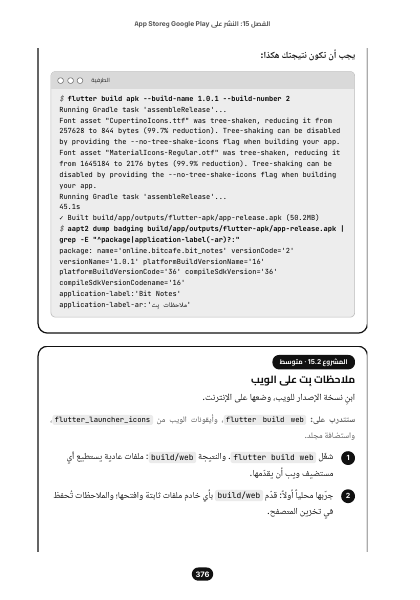 الفصل 15: النشر على App Storeو Google Play
يجب أن تكون نتيجتك هكذا:
الطرفية
$ flutter build apk --build-name 1.0.1 --build-number 2
Running Gradle task 'assembleRelease'...
Font asset "CupertinoIcons.ttf" was tree-shaken, reducing it from
257628 to 844 bytes (99.7% reduction). Tree-shaking can be disabled
by providing the --no-tree-shake-icons flag when building your app.
Font asset "MaterialIcons-Regular.otf" was tree-shaken, reducing it
from 1645184 to 2176 bytes (99.9% reduction). Tree-shaking can be
disabled by providing the --no-tree-shake-icons flag when building
your app.
Running Gradle task 'assembleRelease'...
45.1s
✓ Built build/app/outputs/flutter-apk/app-release.apk (50.2MB)
$ aapt2 dump badging build/app/outputs/flutter-apk/app-release.apk |
grep -E "^package|application-label(-ar)?:"
package: name='online.bitcafe.bit_notes' versionCode='2'
versionName='1.0.1' platformBuildVersionName='16'
platformBuildVersionCode='36' compileSdkVersion='36'
compileSdkVersionCodename='16'
application-label:'Bit Notes'
application-label-ar:'ملاحظات بِت'
المشروع 15.2 · متوسط
ملاحظات بِت على الويب
ابنِ نسخة الإصدار للويب، وضعها على الإنترنت.
ستتدرب على: flutter build web، وأيقونات الويب من flutter_launcher_icons،
واستضافة مجلد.
1 شغّل flutter build web. والنتيجة build/web: ملفات عادية يستطيع أي
مستضيف ويب أن يقدّمها.
2 جرّبها محلياً أولاً: قدّم build/web بأي خادم ملفات ثابتة وافتحها؛ والملاحظات تُحفظ
في تخزين المتصفح.
376